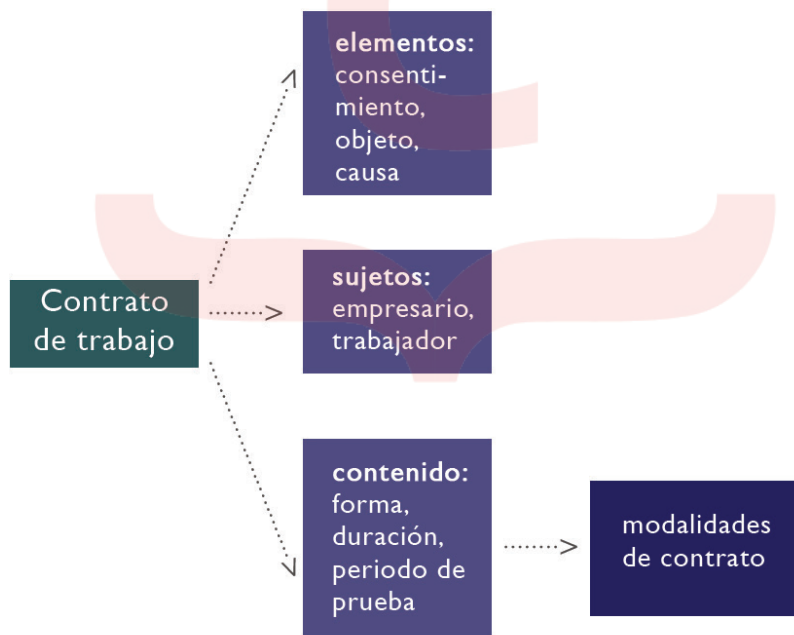 elementos:
consenti-
miento,
objeto,
causa
Contrato
de trabajo
sujetos:
empresario,
trabajador
contenido:
forma,
duración,
periodo de
prueba
modalidades
de contrato